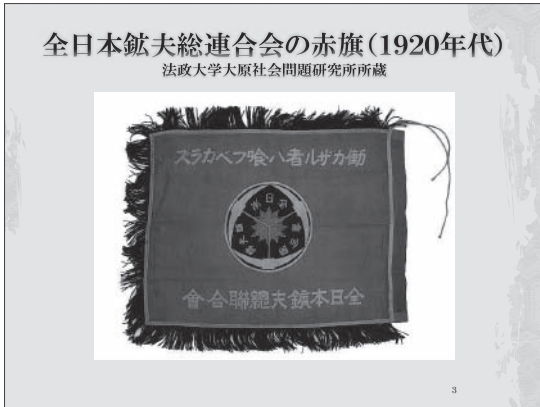 全日本鉱夫総連合会の赤旗（1920年代）
法政大学大原社会問題研究所所蔵
働カザル者ハ喰フベカラス
全日本鑛夫總聯合會
3